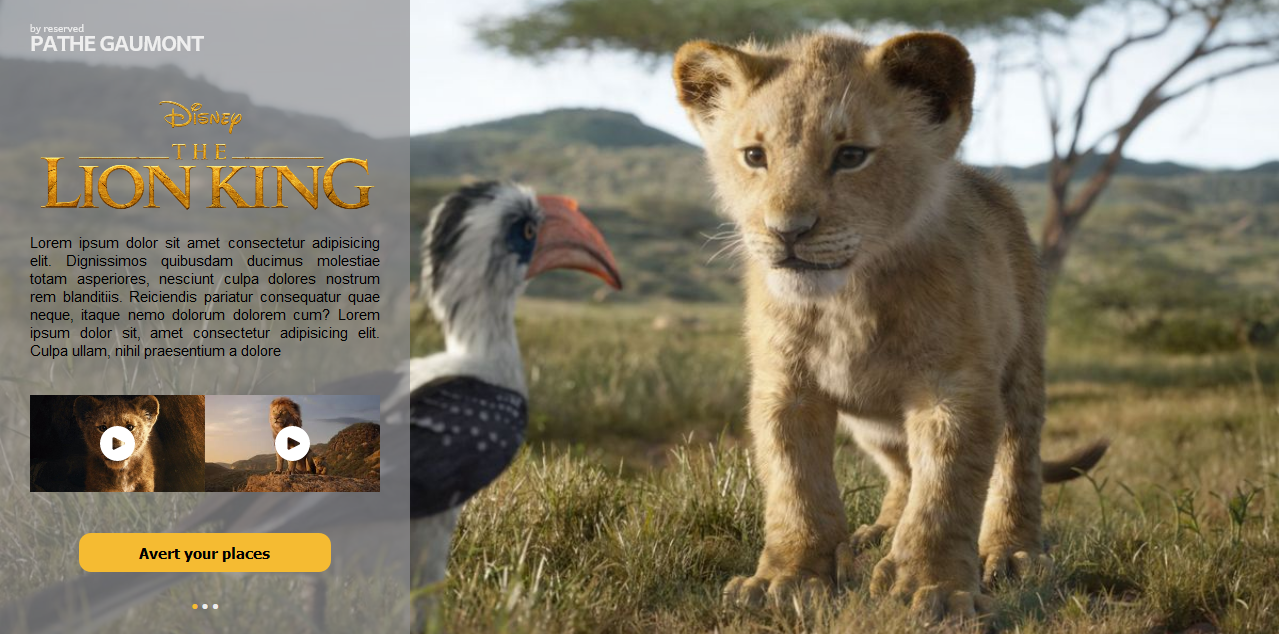 by reserved
PATHE GAUMONT
Disney
THE
LION KING
Lorem ipsum dolor sit amet consectetur adipisicing
elit. Dignissimos quibusdam ducimus molestiae
totam asperiores, nesciunt culpa dolores nostrum
rem blanditiis. Reiciendis pariatur consequatur quae
neque, itaque nemo dolorum dolorem cum? Lorem
ipsum dolor sit, amet consectetur adipisicing elit.
Culpa ullam, nihil praesentium a dolore
Avert your places